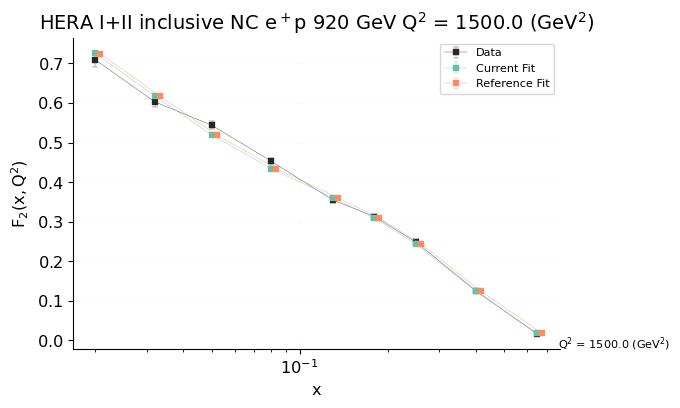 HERA I+II inclusive NC e⁺p 920 GeV Q² = 1500.0 (GeV²)
Data
Current Fit
Reference Fit
F₂(x, Q²)
0.7
0.6
0.5
0.4
0.3
0.2
0.1
0.0
Q² = 1500.0 (GeV²)
10⁻¹
x